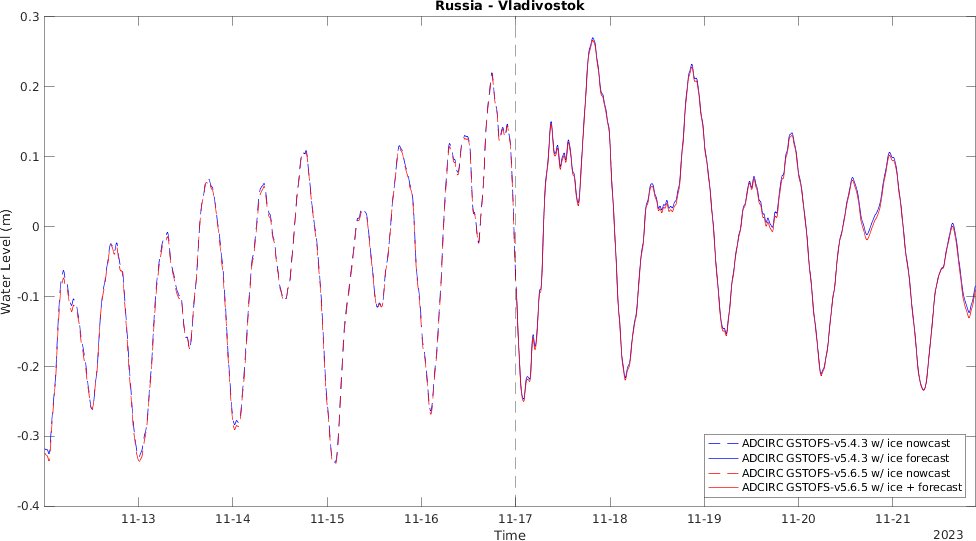 Russia - Vladivostok
0.3
0.2
0.1
0
-0.1
-0.2
-0.3
-0.4
Water Level (m)
11-13 11-14 11-15 11-16 11-17 11-18 11-19 11-20 11-21
Time
2023
ADCIRC GSTOFS-v5.4.3 w/ ice nowcast
ADCIRC GSTOFS-v5.4.3 w/ ice forecast
ADCIRC GSTOFS-v5.6.5 w/ ice nowcast
ADCIRC GSTOFS-v5.6.5 w/ ice + forecast